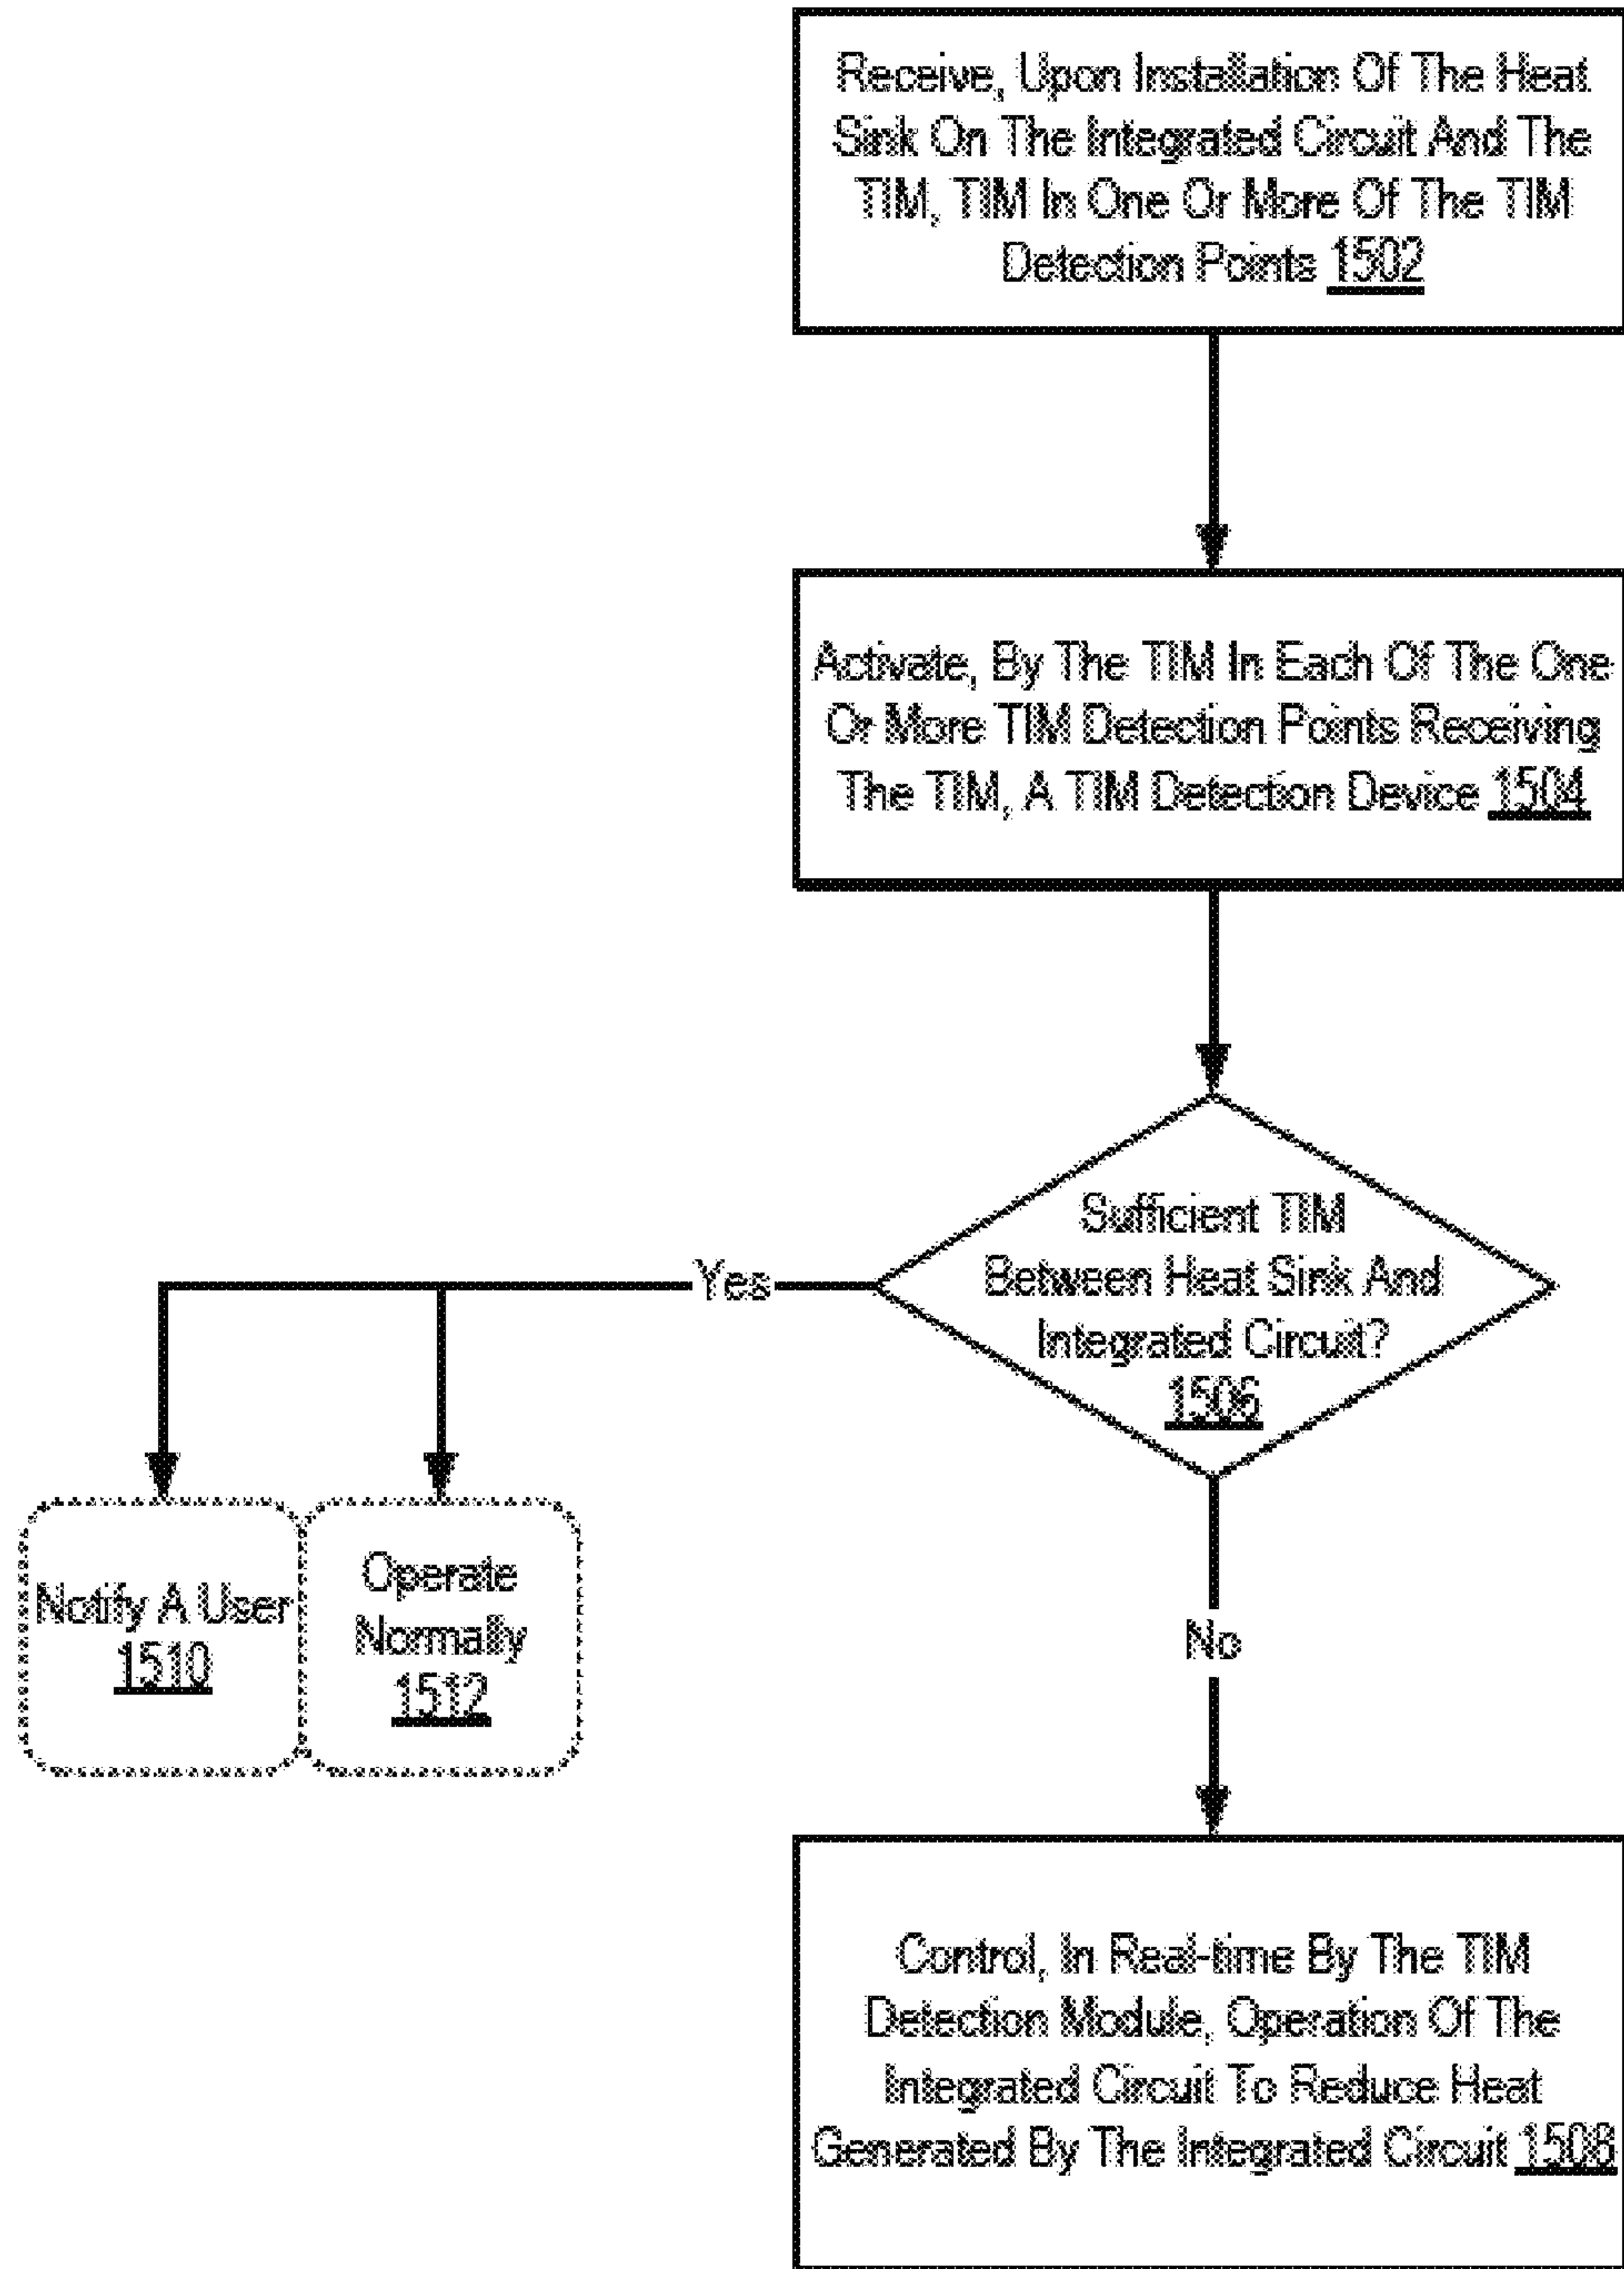 Receive, Upon Installation Of The Heat
Sink On The Integrated Circuit And The
TIM, TIM In One Or More Of The TIM
Detection Points 1502
Activate, By The TIM In Each Of The One
Or More TIM Detection Points Receiving
The TIM, A TIM Detection Device 1504
Sufficient TIM
Between Heat Sink And
Integrated Circuit?
1506
Yes
Notify A User
1510
Operate
Normally
1512
No
Control, In Real-time By The TIM
Detection Module, Operation Of The
Integrated Circuit To Reduce Heat
Generated By The Integrated Circuit 1508